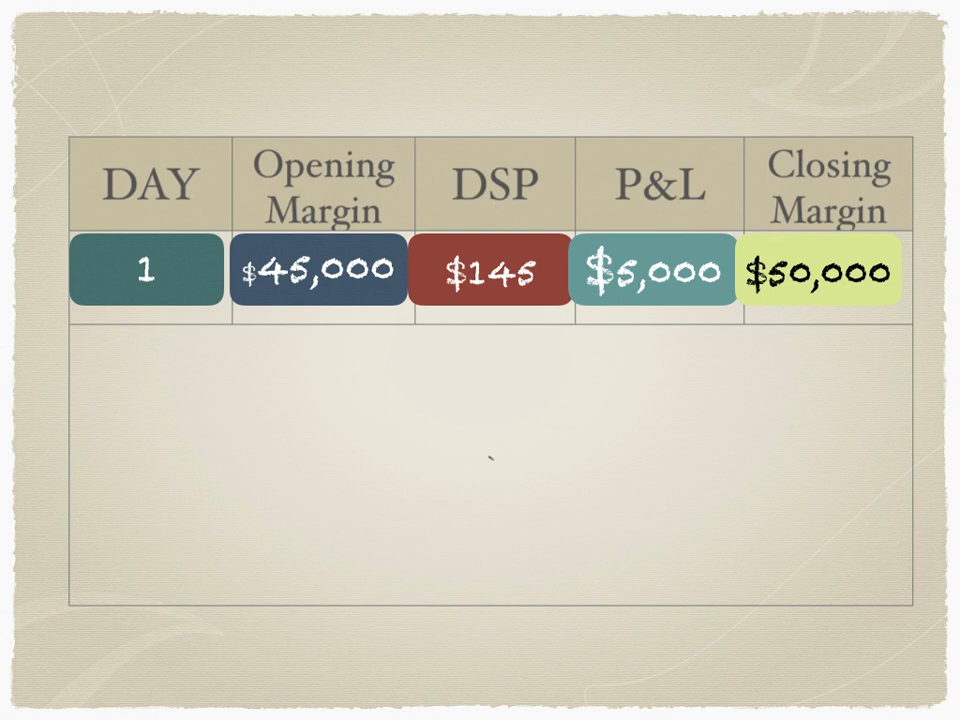 DAY Opening Margin DSP P&L Closing Margin
1 $45,000 $145 $5,000 $50,000
`